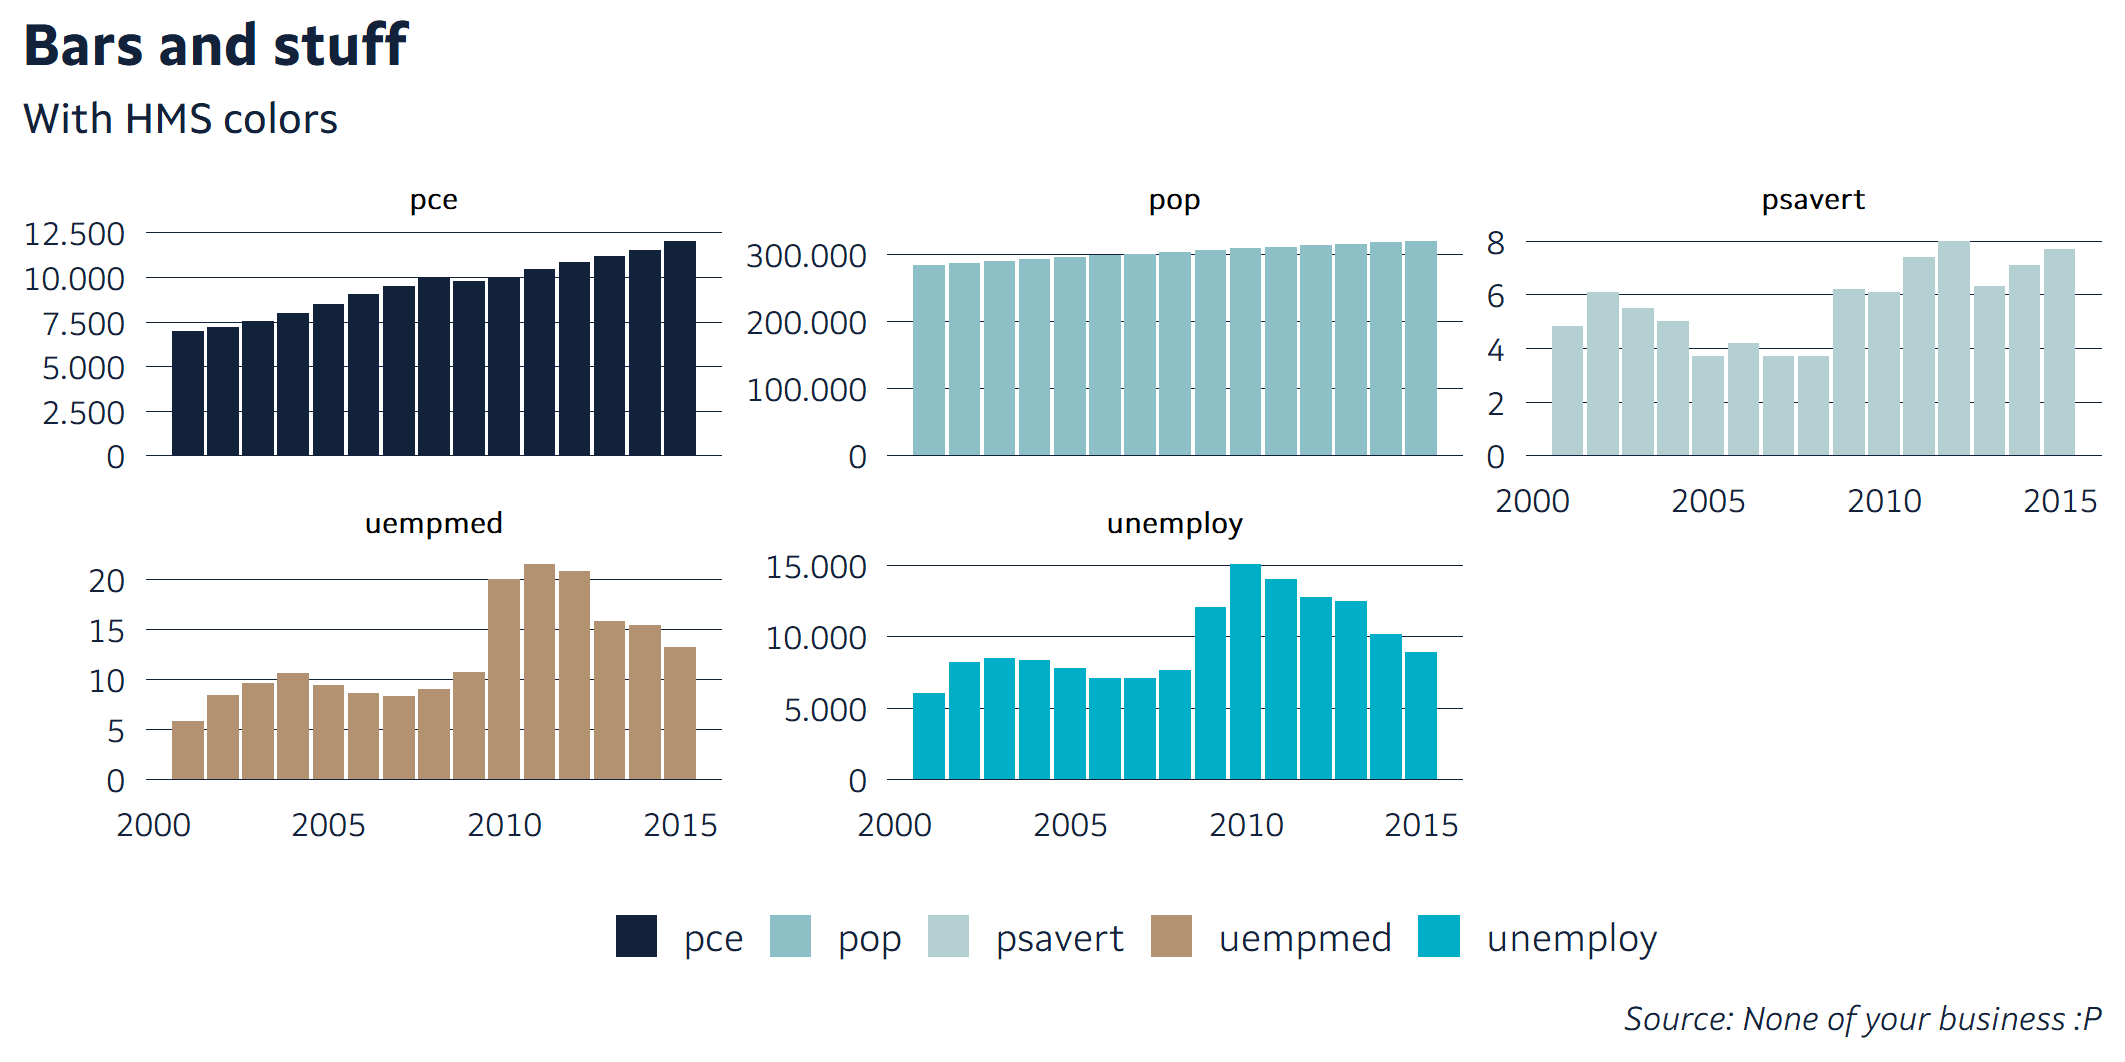 Bars and stuff
With HMS colors
pce
12.500
10.000
7.500
5.000
2.500
0
pop
300.000
200.000
100.000
0
psavert
8
6
4
2
0
2000 2005 2010 2015
uempmed
20
15
10
5
0
2000 2005 2010 2015
unemploy
15.000
10.000
5.000
0
2000 2005 2010 2015
pce pop psavert uempmed unemploy
Source: None of your business :P